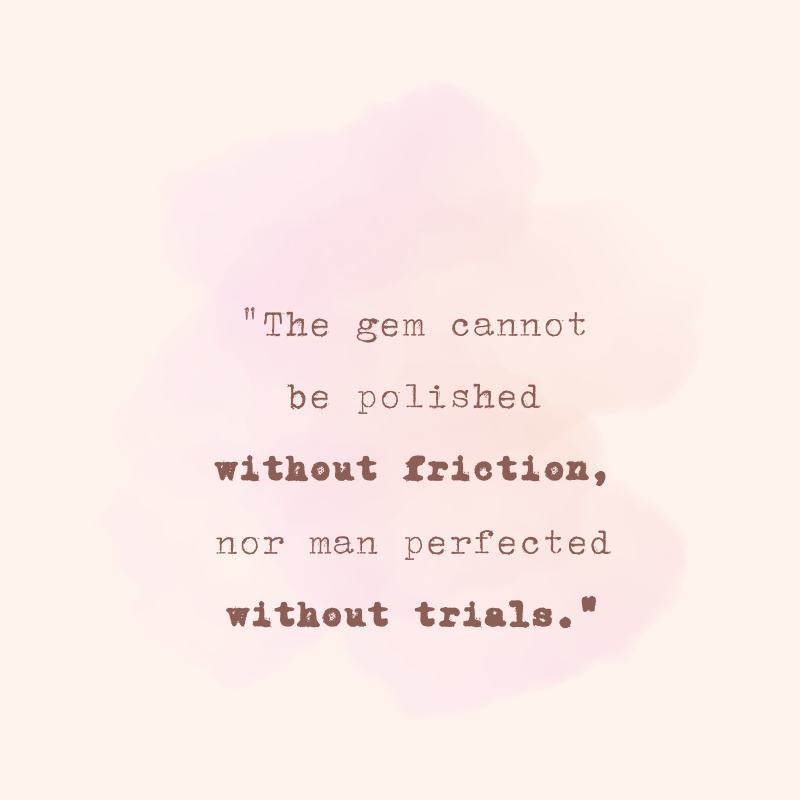 "The gem cannot
be polished
without friction,
nor man perfected
without trials."